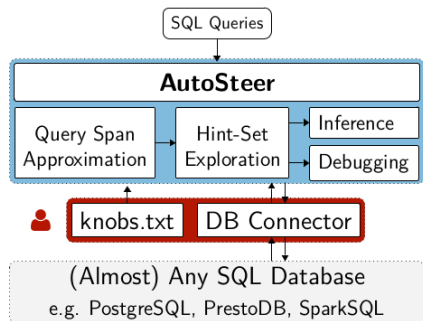 SQL Queries
AutoSteer
Query Span
Approximation
Hint-Set
Exploration
Inference
Debugging
knobs.txt
DB Connector
(Almost) Any SQL Database
e.g. PostgreSQL, PrestoDB, SparkSQL